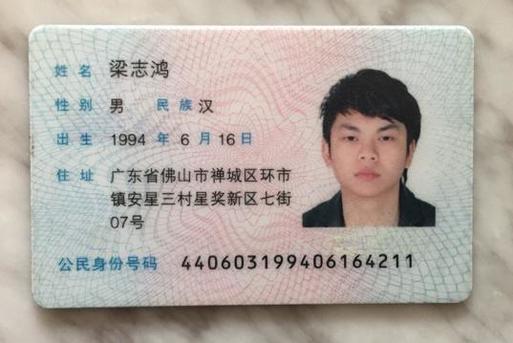 姓名 梁志鸿
性别 男 民族 汉
出生 1994 年 6 月 16 日
住址 广东省佛山市禅城区环市
镇安星三村星奖新区七街
07号
公民身份号码 440603199406164211